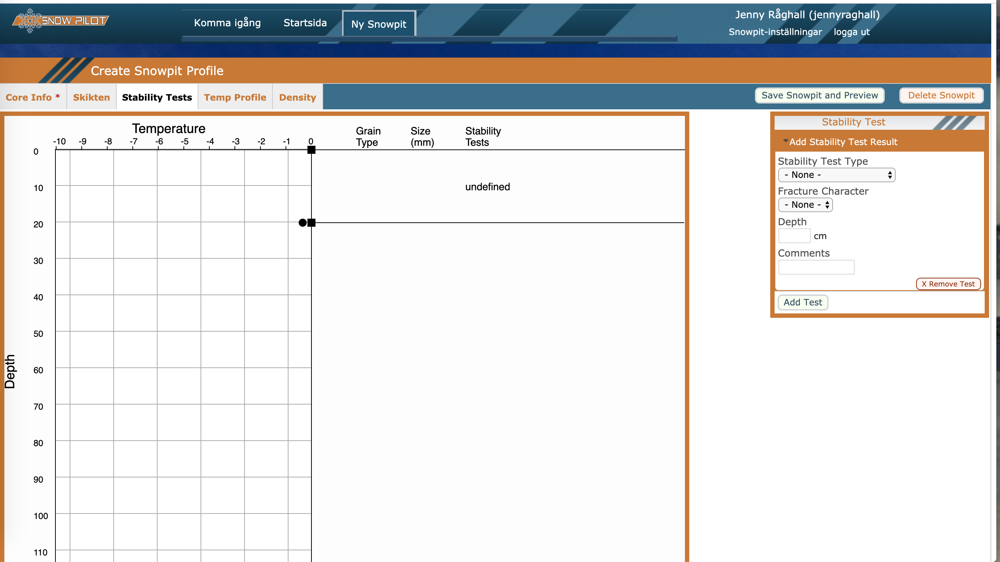 SNOW PILOT
Komma igång
Startsida
Ny Snowpit
Jenny Råghall (jennyraghall)
Snowpit-inställningar logga ut
Create Snowpit Profile
Core Info *
Skikten
Stability Tests
Temp Profile
Density
Save Snowpit and Preview
Delete Snowpit
Temperature
-10 -9 -8 -7 -6 -5 -4 -3 -2 -1 0
Grain
Type
Size
(mm)
Stability
Tests
undefined
Depth
0
10
20
30
40
50
60
70
80
90
100
110
Stability Test
Add Stability Test Result
Stability Test Type
- None -
Fracture Character
- None -
Depth
cm
Comments
X Remove Test
Add Test